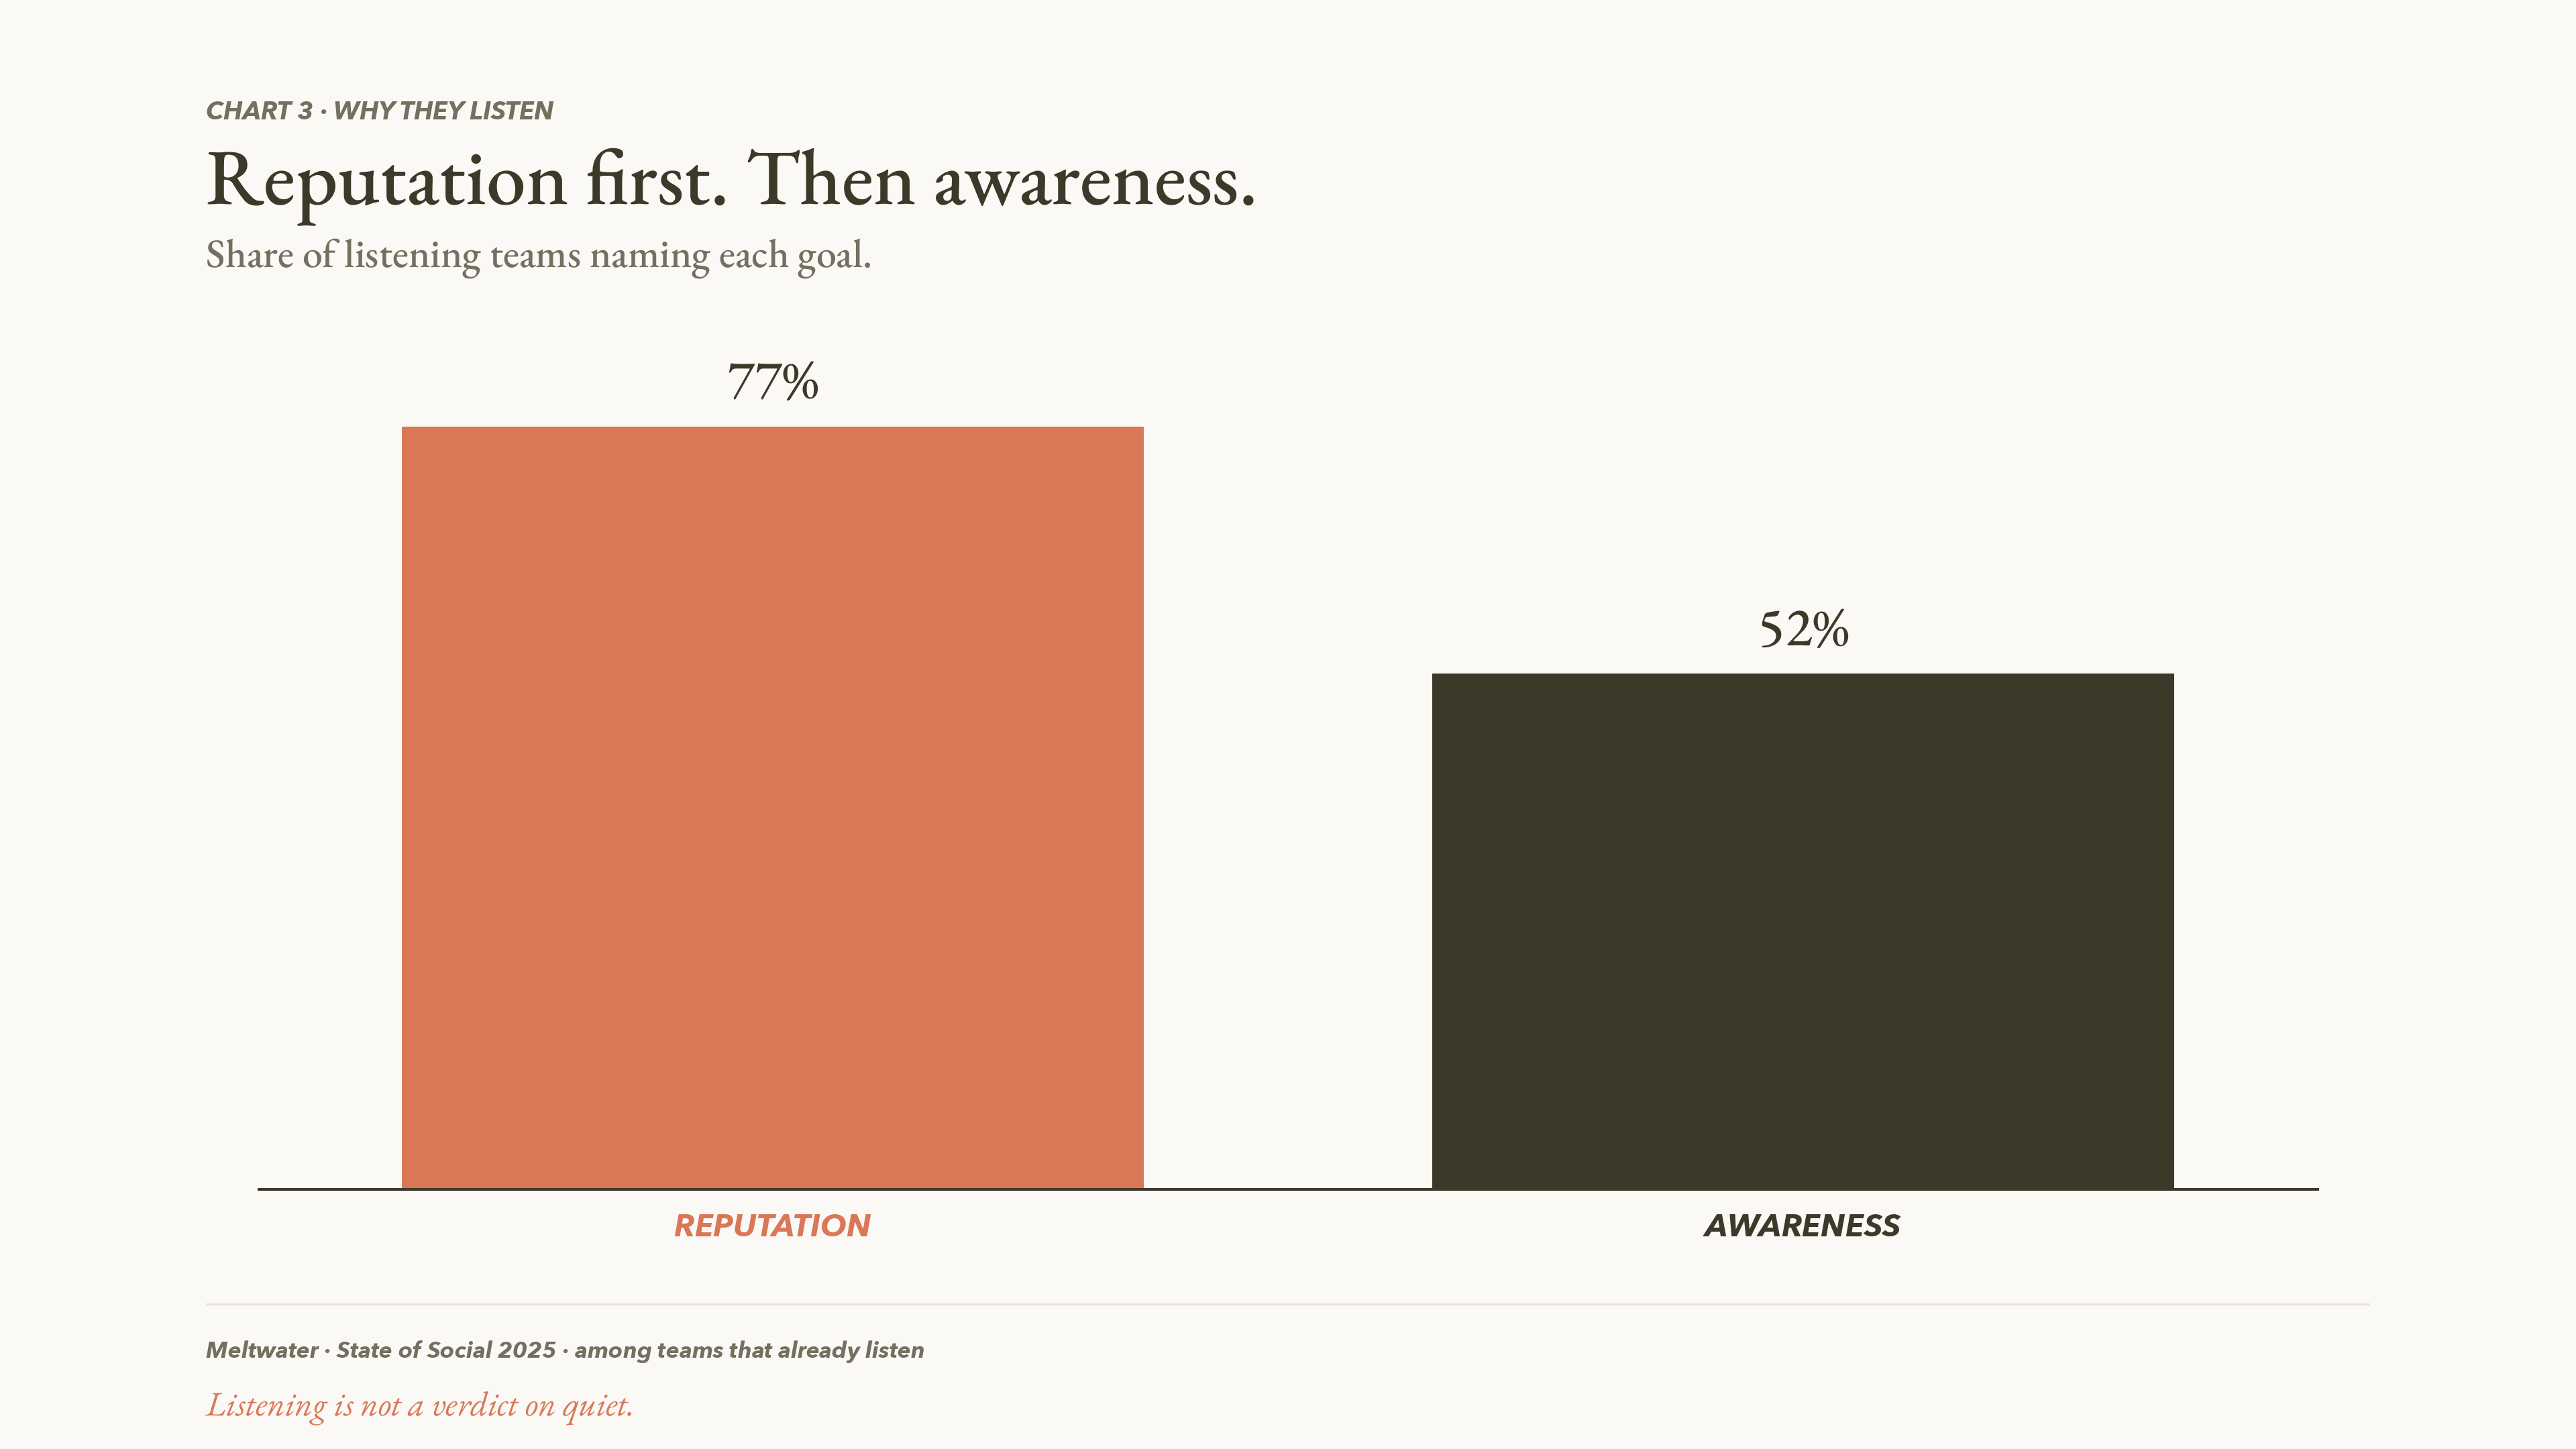 CHART 3 · WHY THEY LISTEN
Reputation first. Then awareness.
Share of listening teams naming each goal.
77%
52%
REPUTATION
AWARENESS
Meltwater · State of Social 2025 · among teams that already listen
Listening is not a verdict on quiet.